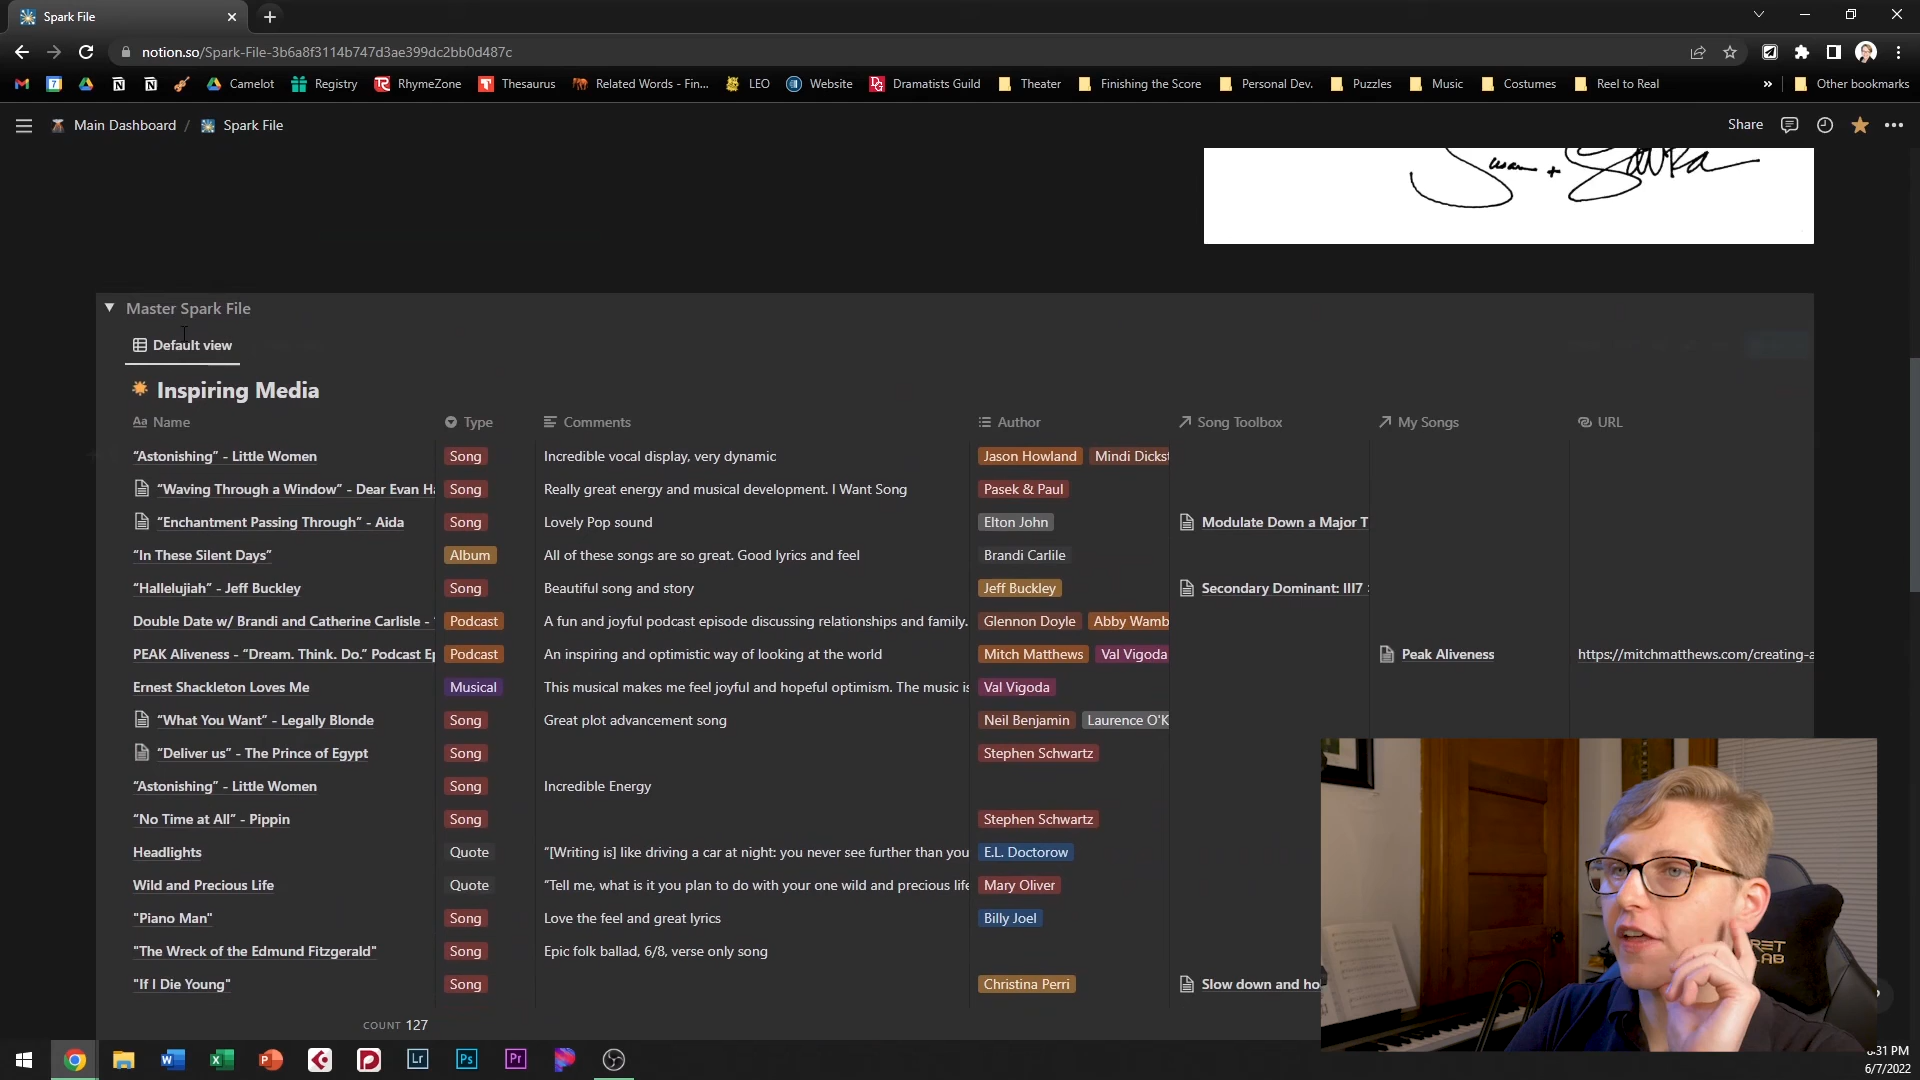 Spark File
notion.so/Spark-File-3b6a8f3114b747d3ae399dc2bb0d487c
Camelot Registry RhymeZone Thesaurus Related Words - Fin... LEO Website Dramatists Guild Theater Finishing the Score Personal Dev. Puzzles Music Costumes Reel to Real » Other bookmarks
Main Dashboard / Spark File Share
Susan +
Master Spark File
Default view
Inspiring Media
Aa Name Type Comments Author Song Toolbox My Songs URL
“Astonishing” - Little Women Song Incredible vocal display, very dynamic Jason Howland Mindi Dickst
“Waving Through a Window” - Dear Evan Ha Song Really great energy and musical development. I Want Song Pasek & Paul
“Enchantment Passing Through” - Aida Song Lovely Pop sound Elton John Modulate Down a Major T
“In These Silent Days” Album All of these songs are so great. Good lyrics and feel Brandi Carlile
“Hallelujiah” - Jeff Buckley Song Beautiful song and story Jeff Buckley Secondary Dominant: III7
Double Date w/ Brandi and Catherine Carlisle - Podcast A fun and joyful podcast episode discussing relationships and family. Glennon Doyle Abby Wamb
PEAK Aliveness - “Dream. Think. Do.” Podcast Ep Podcast An inspiring and optimistic way of looking at the world Mitch Matthews Val Vigoda Peak Aliveness https://mitchmatthews.com/creating-a
Ernest Shackleton Loves Me Musical This musical makes me feel joyful and hopeful optimism. The music is Val Vigoda
“What You Want” - Legally Blonde Song Great plot advancement song Neil Benjamin Laurence O'K
“Deliver us” - The Prince of Egypt Song Stephen Schwartz
“Astonishing” - Little Women Song Incredible Energy
“No Time at All” - Pippin Song Stephen Schwartz
Headlights Quote “[Writing is] like driving a car at night: you never see further than you E.L. Doctorow
Wild and Precious Life Quote “Tell me, what is it you plan to do with your one wild and precious life Mary Oliver
"Piano Man" Song Love the feel and great lyrics Billy Joel
"The Wreck of the Edmund Fitzgerald" Song Epic folk ballad, 6/8, verse only song
"If I Die Young" Song Christina Perri Slow down and ho
COUNT 127
Lr Ps Pr
6/7/2022